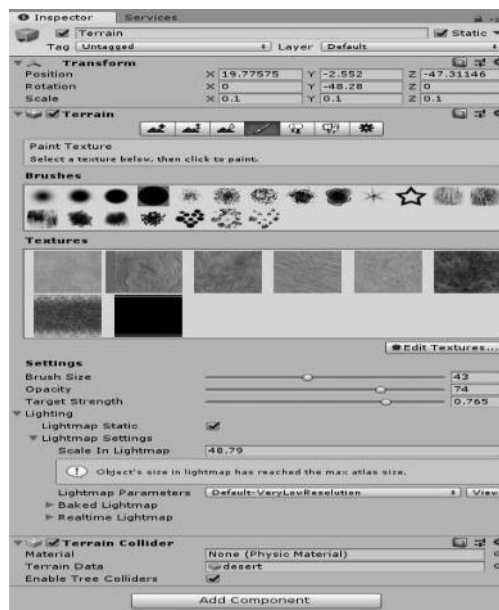 Inspector Services
Terrain Static
Tag Untagged Layer Default
Transform
Position X 19.77575 Y -2.552 Z -47.31146
Rotation X 0 Y -48.28 Z 0
Scale X 0.1 Y 0.1 Z 0.1
Terrain
Paint Texture
Select a texture below, then click to paint.
Brushes
Textures
Edit Textures...
Settings
Brush Size 43
Opacity 74
Target Strength 0.765
Lighting
Lightmap Static
Lightmap Settings
Scale In Lightmap 48.79
Object's size in lightmap has reached the max atlas size.
Lightmap Parameters Default-VeryLowResolution View
Baked Lightmap
Realtime Lightmap
Terrain Collider
Material None (Physic Material)
Terrain Data desert
Enable Tree Colliders
Add Component